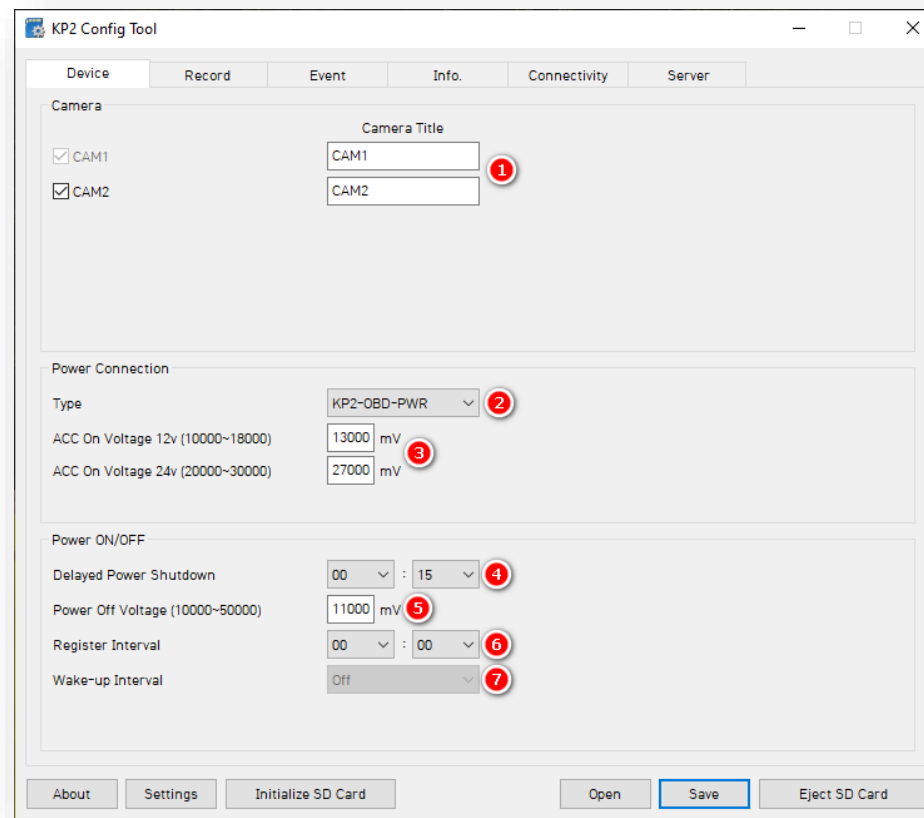 KP2 Config Tool
Device Record Event Info. Connectivity Server
Camera
Camera Title
CAM1 CAM1 1
CAM2 CAM2
Power Connection
Type KP2-OBD-PWR 2
ACC On Voltage 12v (10000~18000) 13000 mV 3
ACC On Voltage 24v (20000~30000) 27000 mV
Power ON/OFF
Delayed Power Shutdown 00 : 15 4
Power Off Voltage (10000~50000) 11000 mV 5
Register Interval 00 : 00 6
Wake-up Interval Off 7
About Settings Initialize SD Card Open Save Eject SD Card